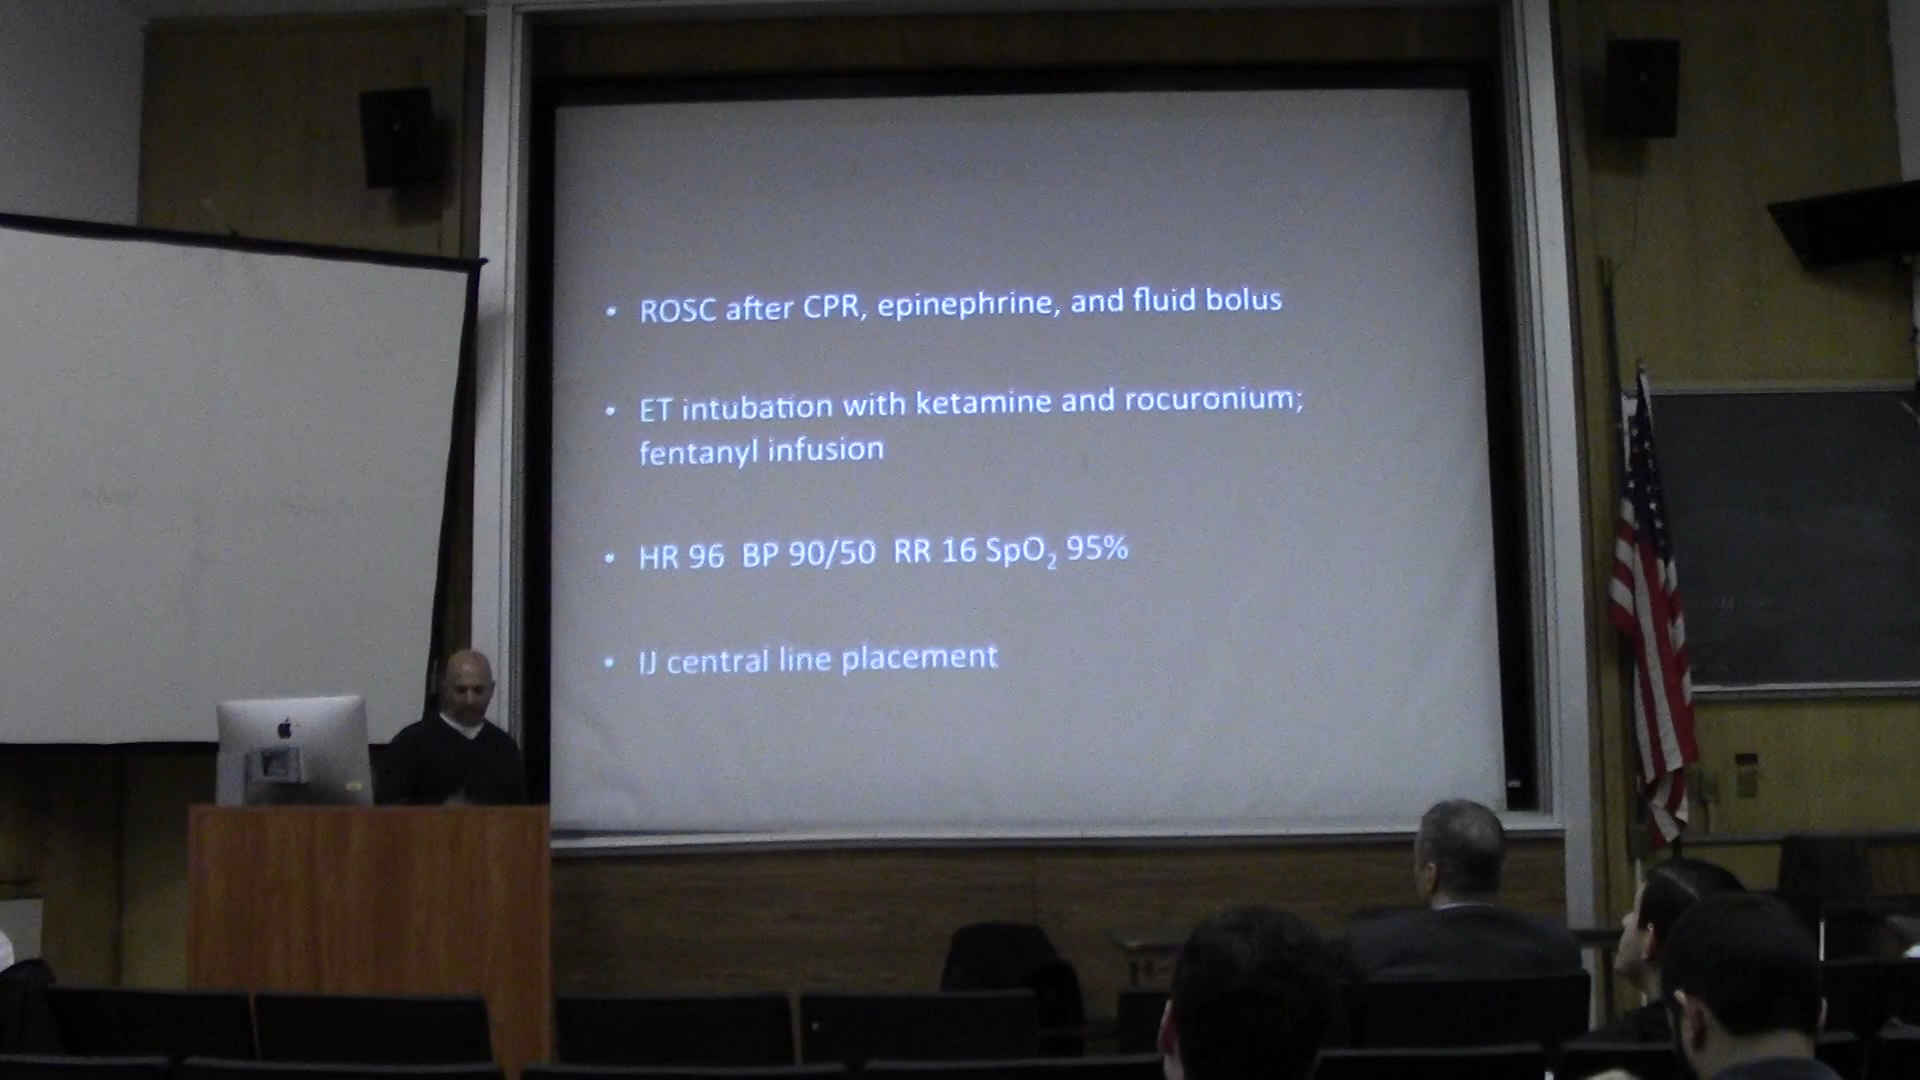 • ROSC after CPR, epinephrine, and fluid bolus
• ET intubation with ketamine and rocuronium;
fentanyl infusion
• HR 96 BP 90/50 RR 16 SpO₂ 95%
• IJ central line placement